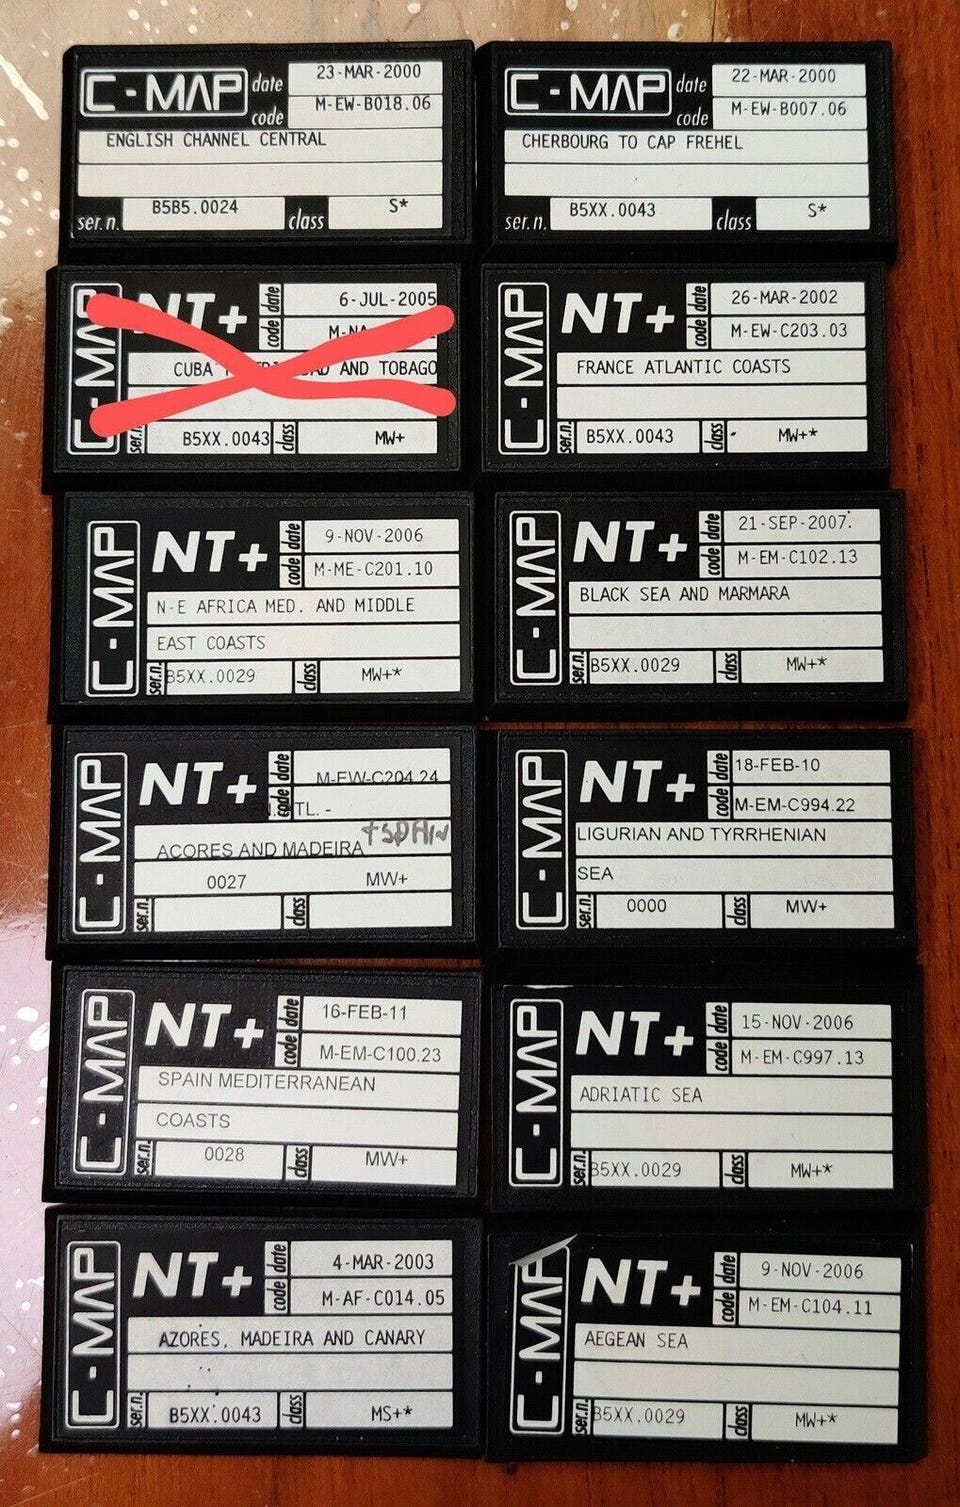 C-MAP
date
23-MAR-2000
code
M-EW-B018.06
ENGLISH CHANNEL CENTRAL
ser.n.
B5B5.0024
class
S*
C-MAP
date
22-MAR-2000
code
M-EW-B007.06
CHERBOURG TO CAP FREHEL
ser.n.
B5XX.0043
class
S*
C-MAP
NT+
date
6-JUL-2005
code
CUBA AND TOBAGO
ser.n.
B5XX.0043
class
MW+
C-MAP
NT+
date
26-MAR-2002
code
M-EW-C203.03
FRANCE ATLANTIC COASTS
ser.n.
B5XX.0043
class
MW+*
C-MAP
NT+
date
9-NOV-2006
code
M-ME-C201.10
N-E AFRICA MED. AND MIDDLE
EAST COASTS
ser.n.
B5XX.0029
class
MW+*
C-MAP
NT+
date
21-SEP-2007.
code
M-EM-C102.13
BLACK SEA AND MARMARA
ser.n.
B5XX.0029
class
MW+*
C-MAP
NT+
date
M-EW-C204.24
code
TL. -
+SPAIN
ACORES AND MADEIRA
0027
MW+
ser.n.
class
C-MAP
NT+
date
18-FEB-10
code
M-EM-C994.22
LIGURIAN AND TYRRHENIAN
SEA
ser.n.
0000
class
MW+
C-MAP
NT+
date
16-FEB-11
code
M-EM-C100.23
SPAIN MEDITERRANEAN
COASTS
ser.n.
0028
class
MW+
C-MAP
NT+
date
15-NOV-2006
code
M-EM-C997.13
ADRIATIC SEA
ser.n.
B5XX.0029
class
MW+*
C-MAP
NT+
date
4-MAR-2003
code
M-AF-C014.05
AZORES, MADEIRA AND CANARY
ser.n.
B5XX.0043
class
MS+*
C-MAP
NT+
date
9-NOV-2006
code
M-EM-C104.11
AEGEAN SEA
ser.n.
B5XX.0029
class
MW+*